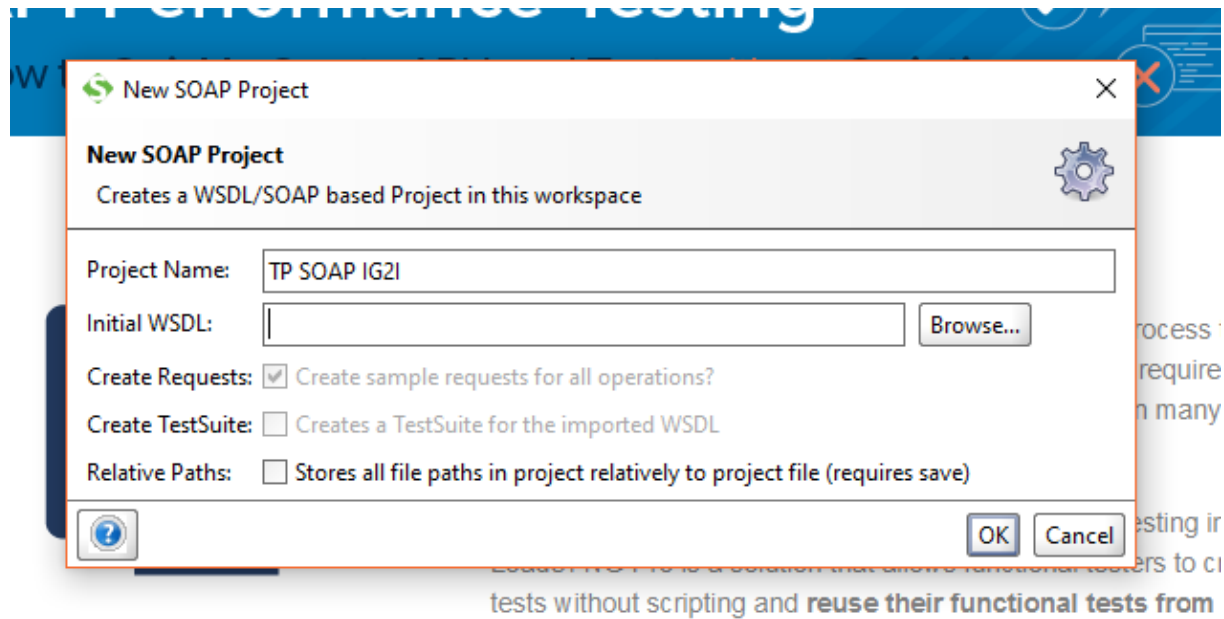 Performance Testing
New SOAP Project
New SOAP Project
Creates a WSDL/SOAP based Project in this workspace
Project Name: TP SOAP IG2I
Initial WSDL: Browse...
Create Requests: Create sample requests for all operations?
Create TestSuite: Creates a TestSuite for the imported WSDL
Relative Paths: Stores all file paths in project relatively to project file (requires save)
OK Cancel
rocess
require
many
esting
tests without scripting and reuse their functional tests from